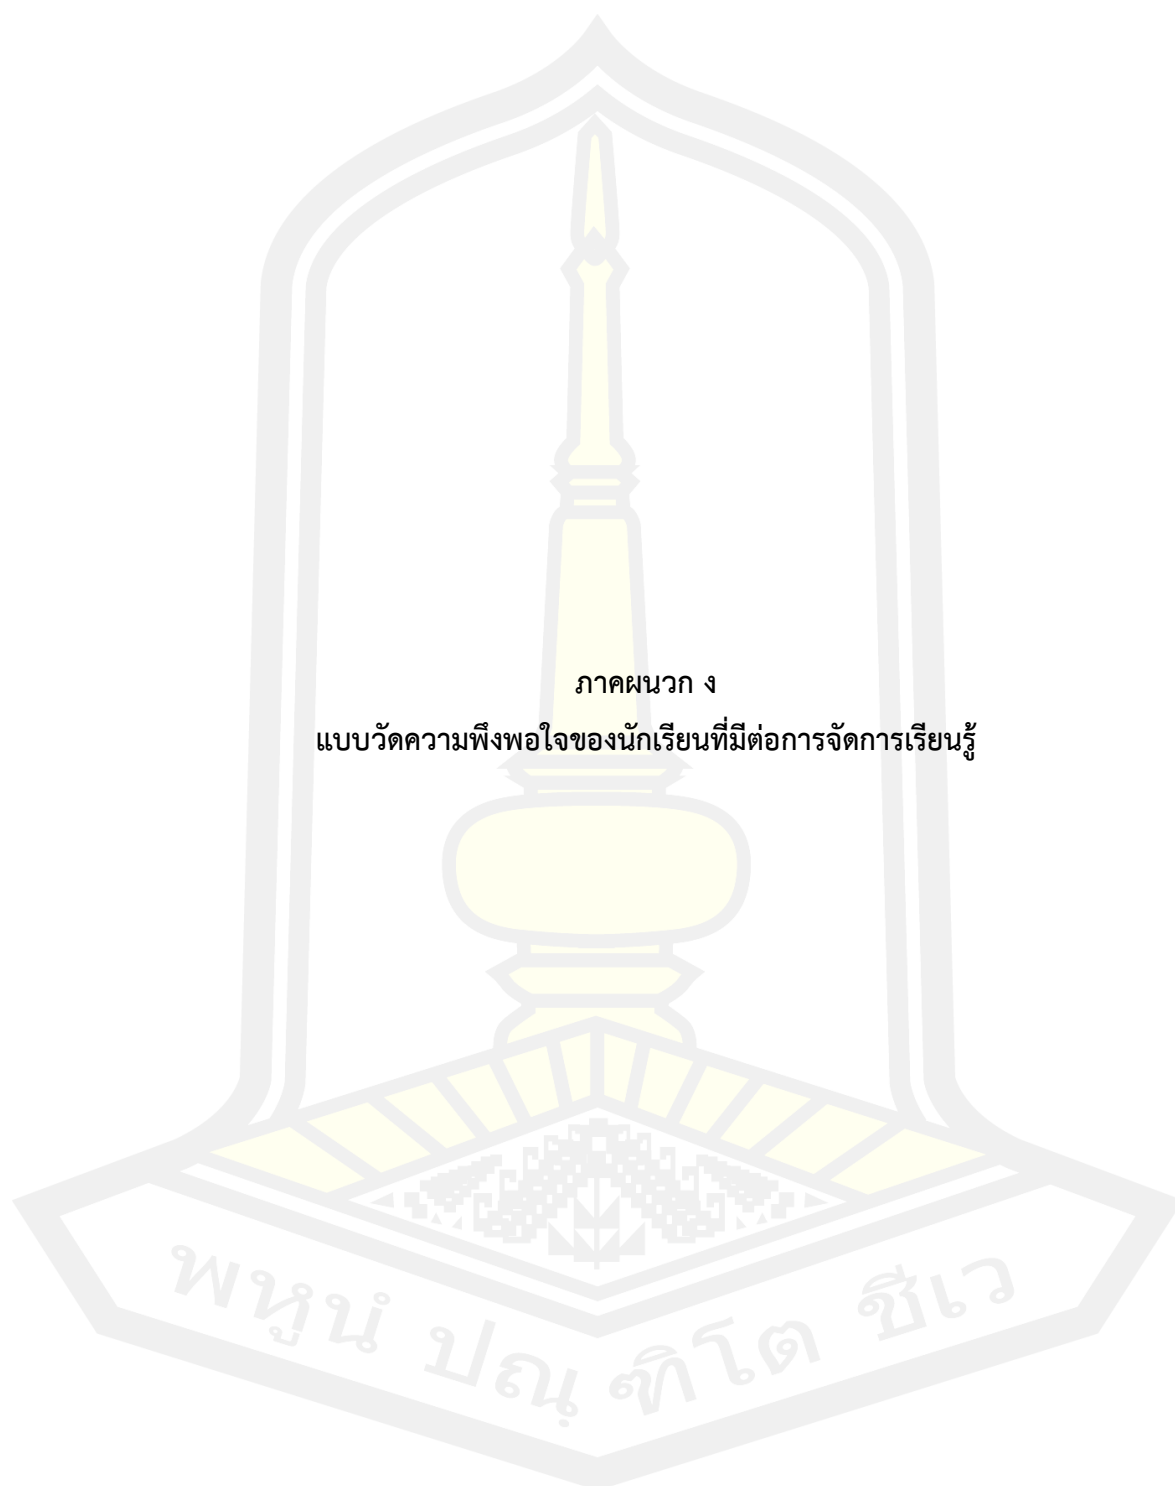 ภาคผนวก ง
แบบวัดความพึงพอใจของนักเรียนที่มีต่อการจัดการเรียนรู้
พหูนํ ปณฺฑิโต ชีเว